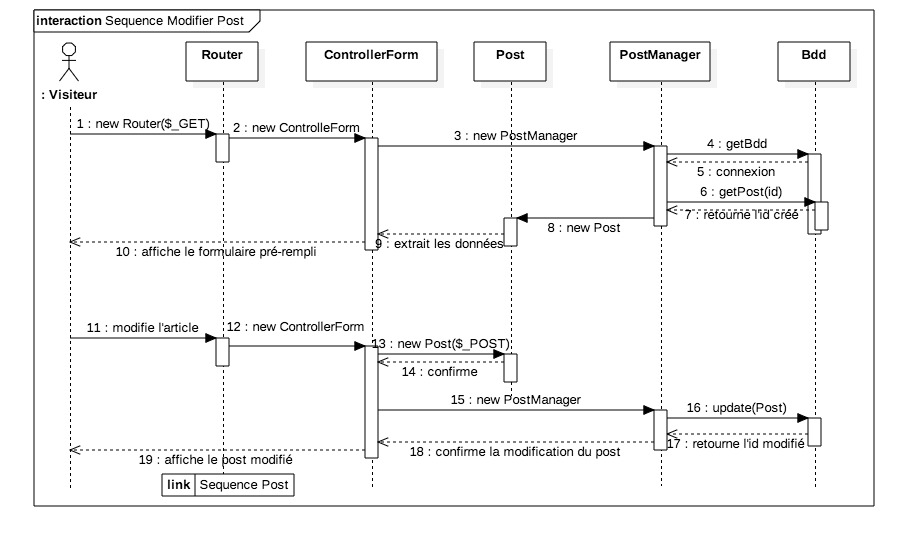 interaction Sequence Modifier Post
Router
ControllerForm
Post
PostManager
Bdd
: Visiteur
1 : new Router($_GET)
2 : new ControlleForm
3 : new PostManager
4 : getBdd
5 : connexion
6 : getPost(id)
7 : retourne l'id créé
8 : new Post
9 : extrait les données
10 : affiche le formulaire pré-rempli
11 : modifie l'article
12 : new ControllerForm
13 : new Post($_POST)
14 : confirme
15 : new PostManager
16 : update(Post)
17 : retourne l'id modifié
18 : confirme la modification du post
19 : affiche le post modifié
link Sequence Post